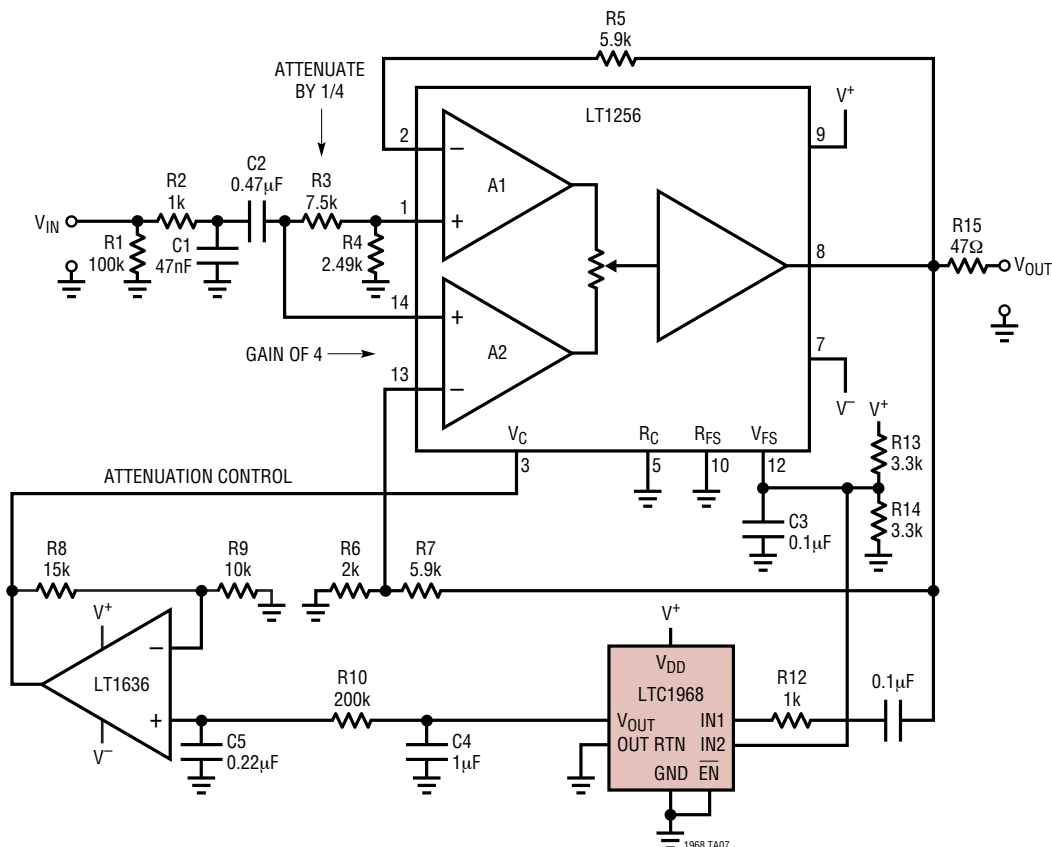 R5
5.9k
ATTENUATE
BY 1/4
LT1256
V+
2
9
C2
0.47µF
R3
7.5k
R2
1k
A1
−
+
1
VIN
R1
100k
C1
47nF
R4
2.49k
8
R15
47Ω
VOUT
14
+
A2
−
GAIN OF 4
13
7
V−
V+
VC
RC
RFS
VFS
3
5
10
12
R13
3.3k
ATTENUATION CONTROL
C3
0.1µF
R14
3.3k
R8
15k
R9
10k
R6
2k
R7
5.9k
V+
V+
−
LT1636
+
V−
VDD
LTC1968
R10
200k
R12
1k
0.1µF
VOUT
IN1
OUT RTN
IN2
C5
0.22µF
C4
1µF
GND
EN
1968 TA07